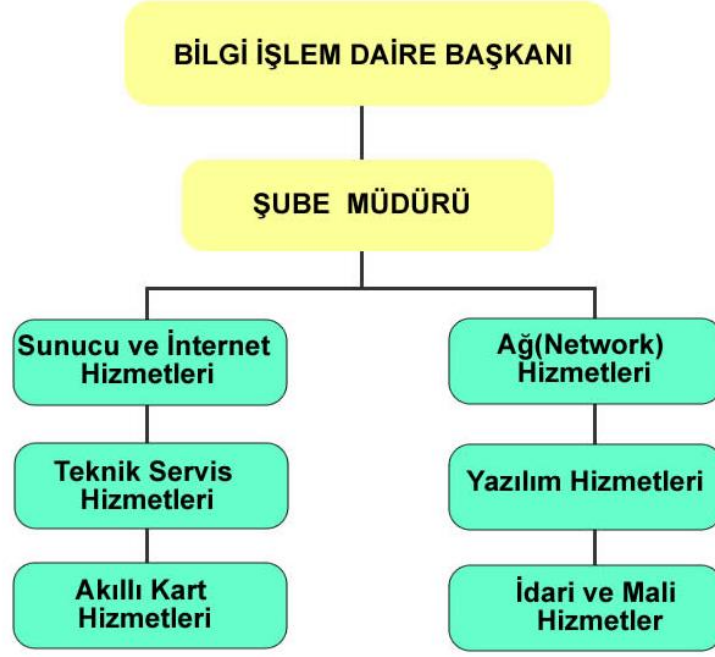 BİLGİ İŞLEM DAİRE BAŞKANI
ŞUBE MÜDÜRÜ
Sunucu ve İnternet
Hizmetleri
Ağ(Network)
Hizmetleri
Teknik Servis
Hizmetleri
Yazılım Hizmetleri
Akıllı Kart
Hizmetleri
İdari ve Mali
Hizmetler